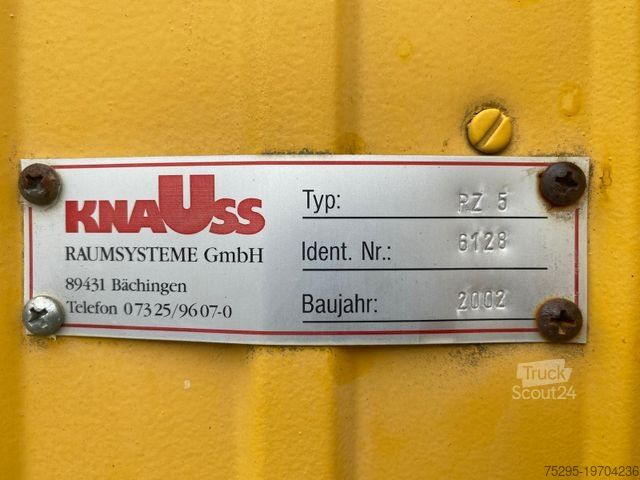 KNAUSS
RAUMSYSTEME GmbH
89431 Bächingen
Telefon 0 73 25/96 07-0
Typ: RZ 5
Ident. Nr.: 6128
Baujahr: 2002
Truck
Scout24
75295-19704236